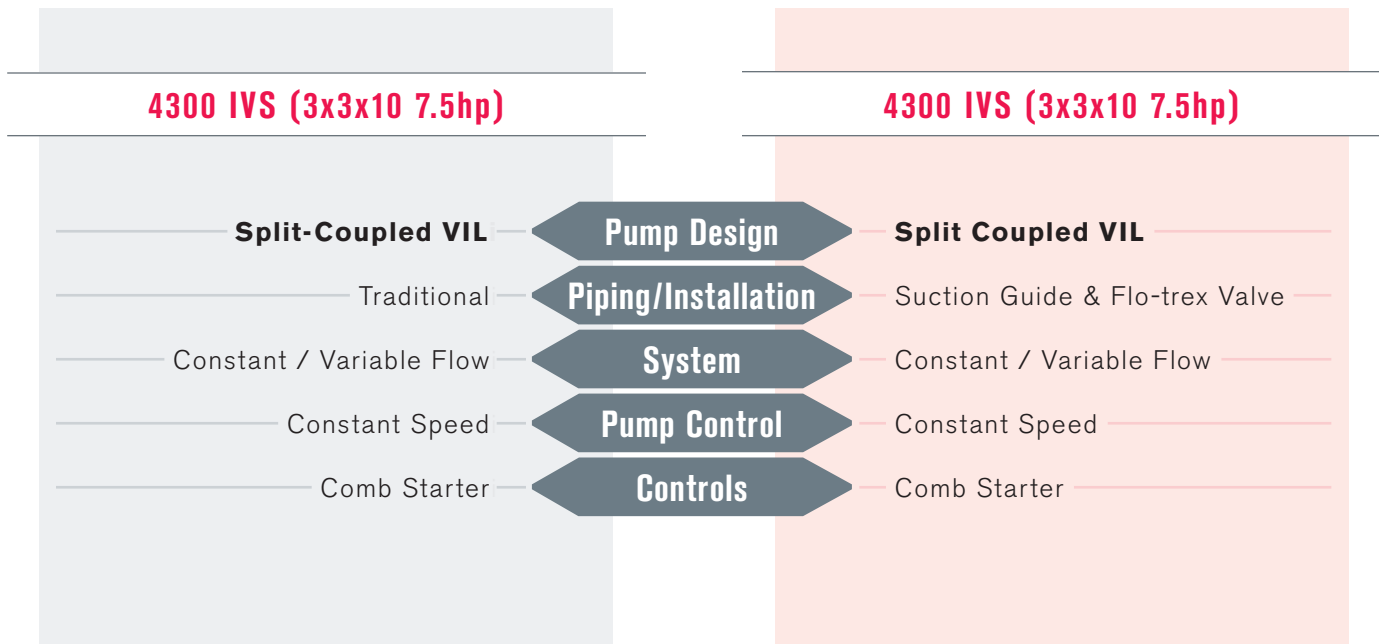 4300 IVS (3x3x10 7.5hp) 4300 IVS (3x3x10 7.5hp)
Split-Coupled VIL Pump Design Split Coupled VIL
Traditional Piping/Installation Suction Guide & Flo-trex Valve
Constant / Variable Flow System Constant / Variable Flow
Constant Speed Pump Control Constant Speed
Comb Starter Controls Comb Starter